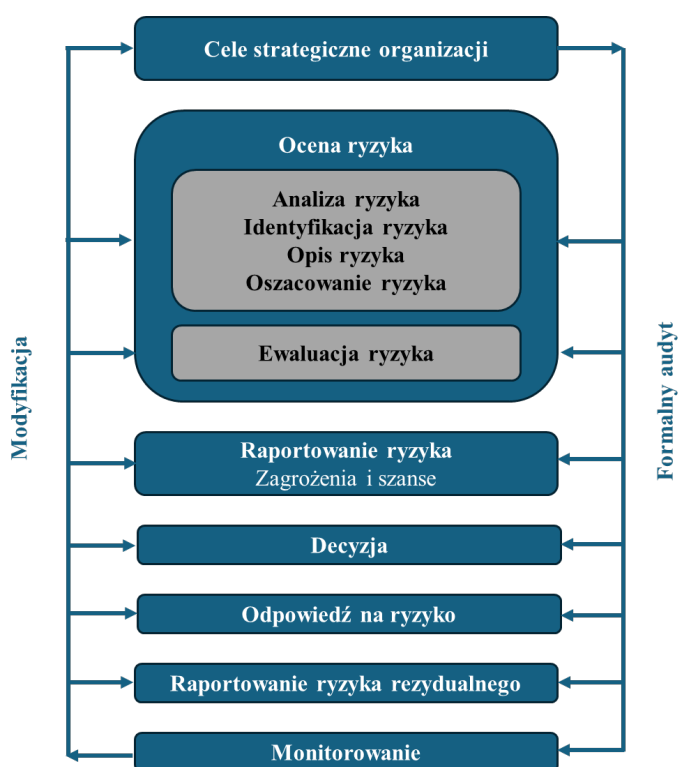 Cele strategiczne organizacji
Ocena ryzyka
Analiza ryzyka
Identyfikacja ryzyka
Opis ryzyka
Oszacowanie ryzyka
Ewaluacja ryzyka
Modyfikacja
Formalny audyt
Raportowanie ryzyka
Zagrożenia i szanse
Decyzja
Odpowiedź na ryzyko
Raportowanie ryzyka rezydualnego
Monitorowanie